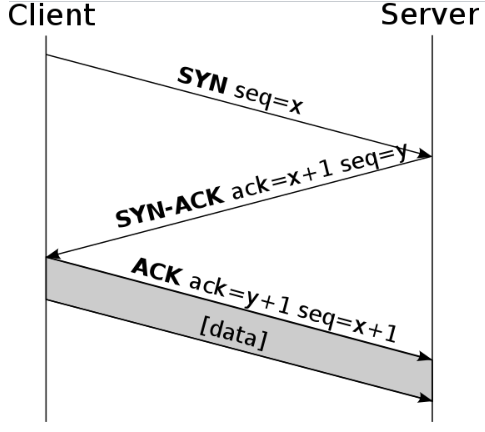 Client
Server
SYN seq=x
SYN-ACK ack=x+1 seq=y
ACK ack=y+1 seq=x+1
[data]